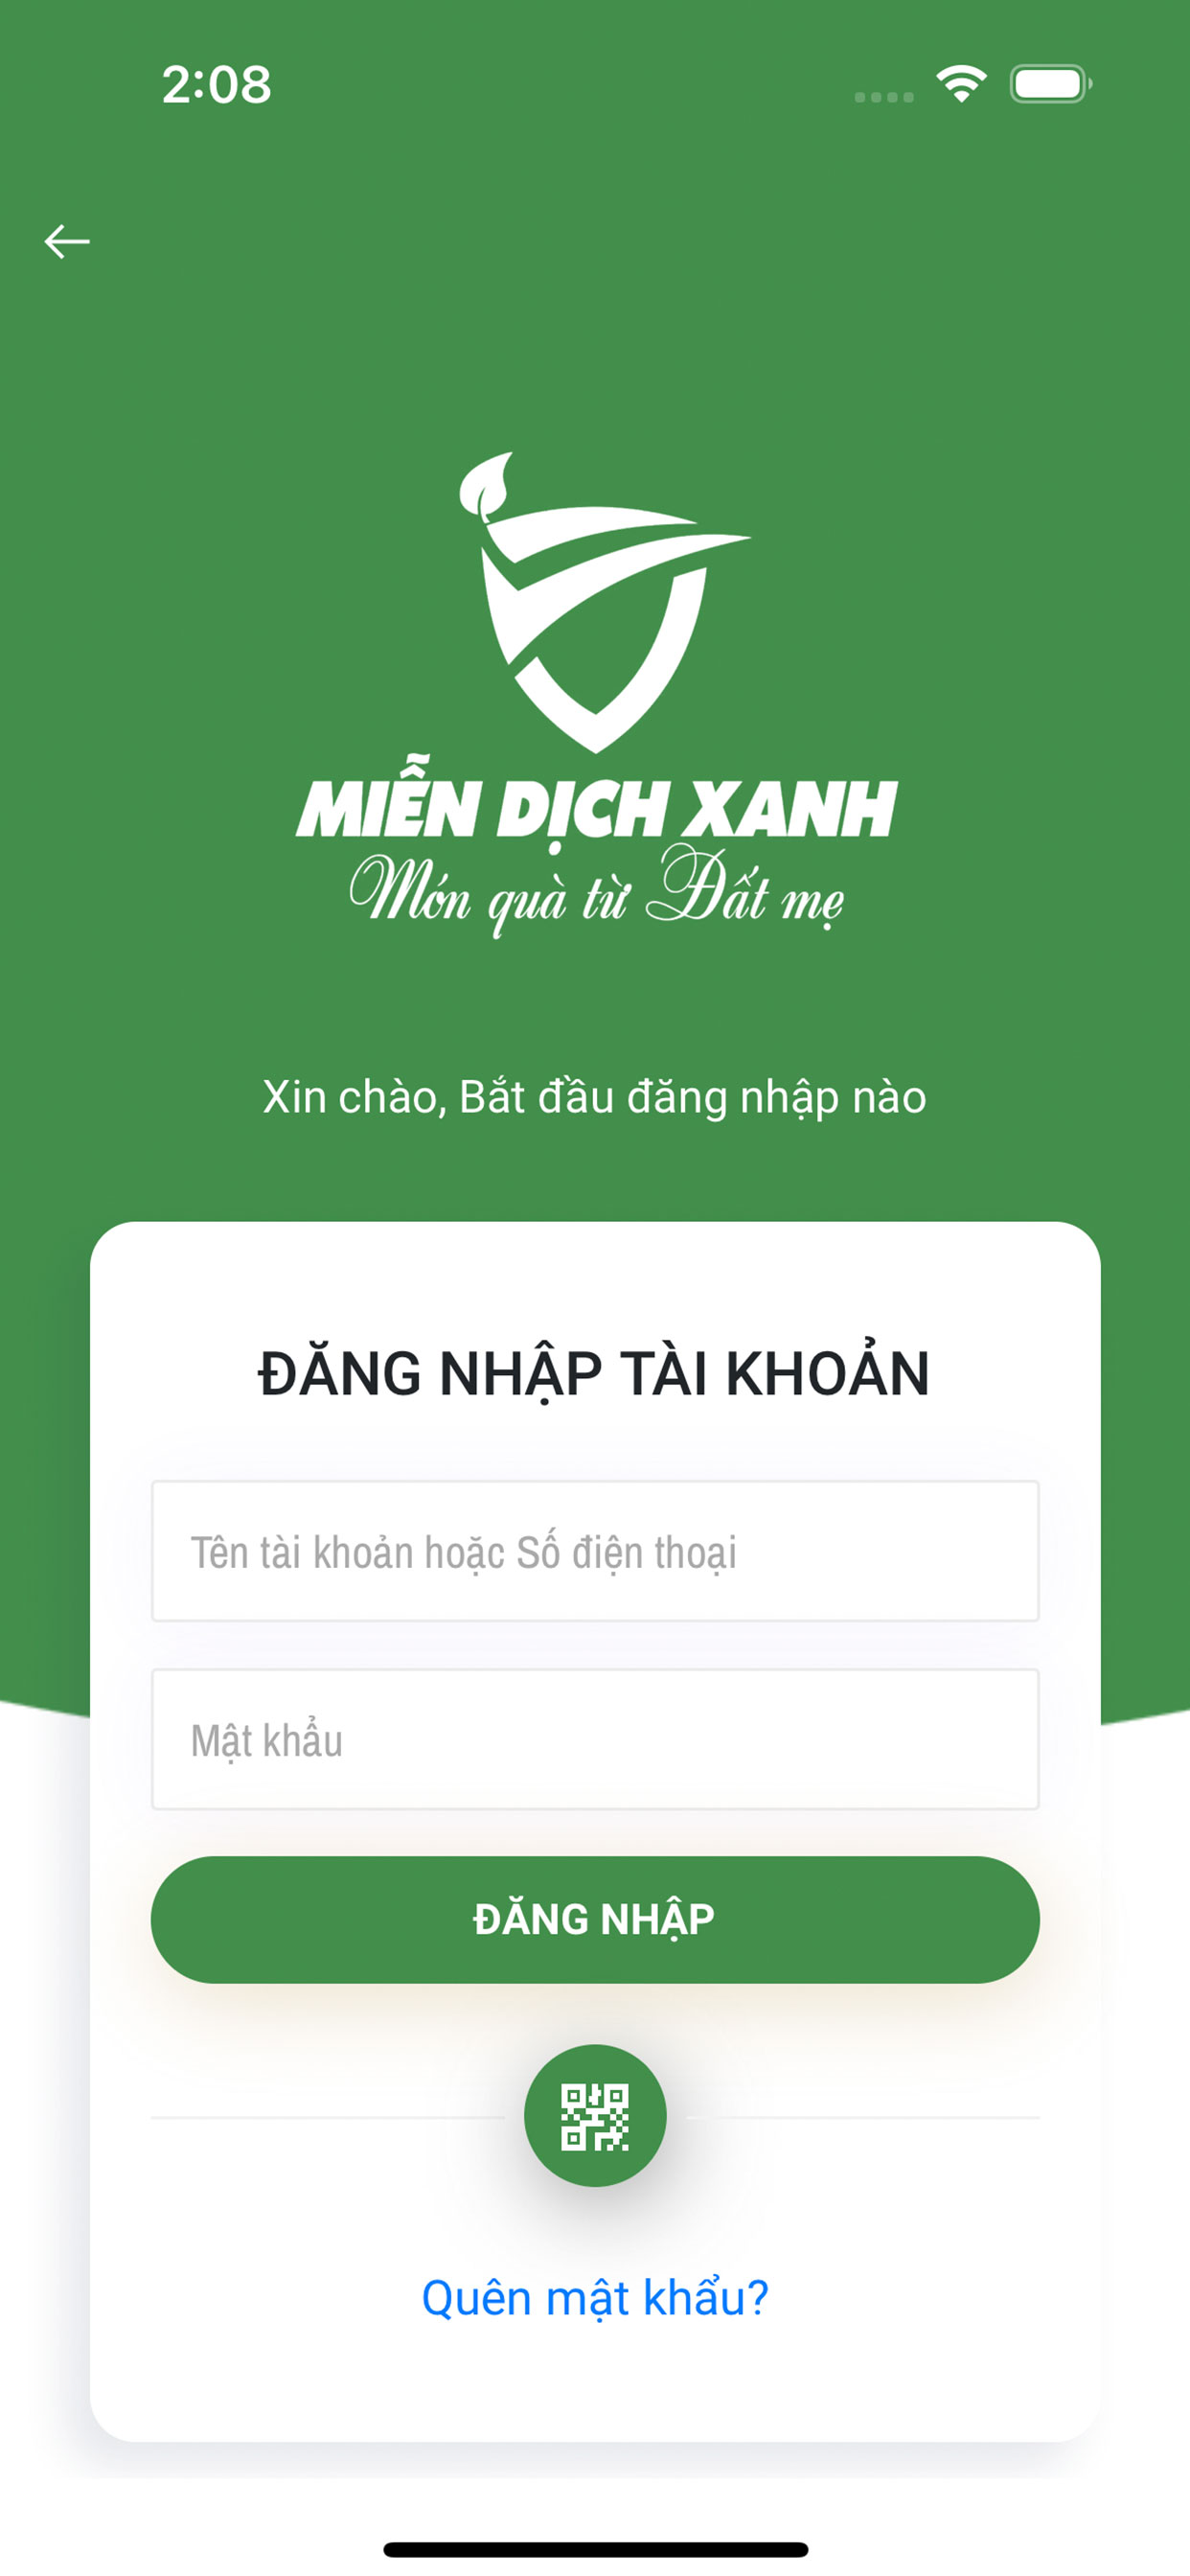 2:08
MIỄN DỊCH XANH
Món quà từ Đất mẹ
Xin chào, Bắt đầu đăng nhập nào
ĐĂNG NHẬP TÀI KHOẢN
Tên tài khoản hoặc Số điện thoại
Mật khẩu
ĐĂNG NHẬP
Quên mật khẩu?